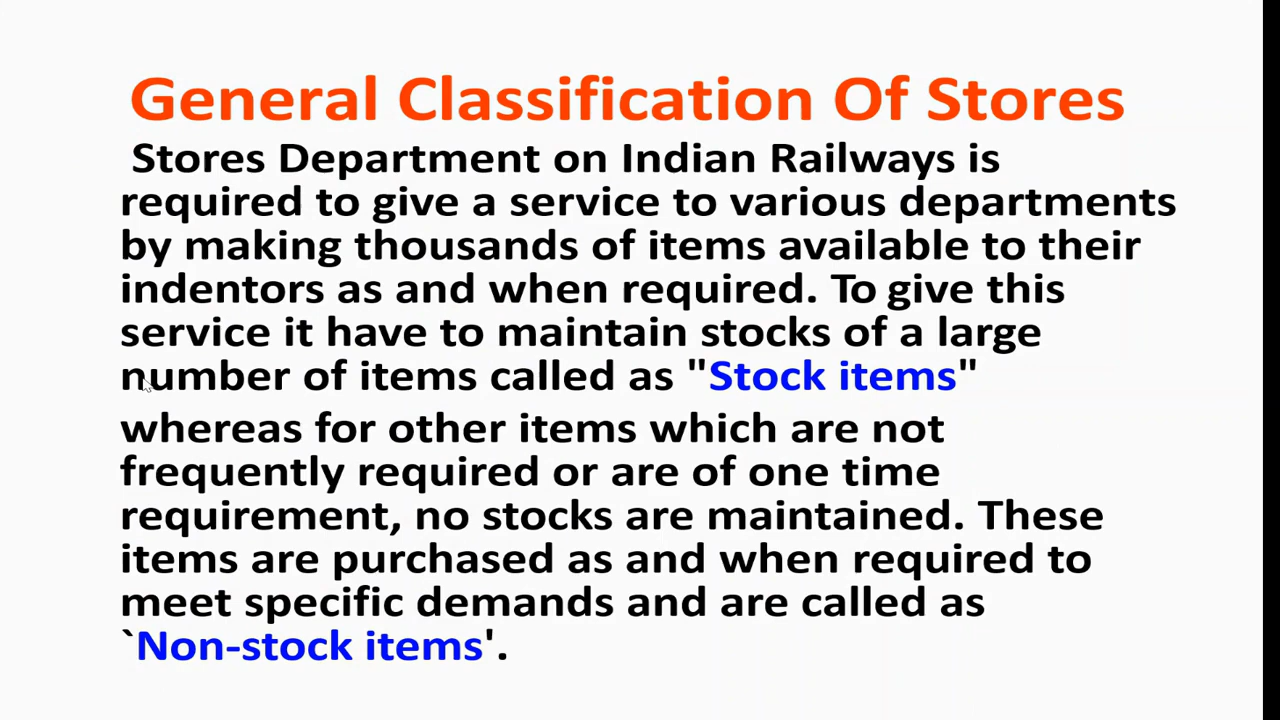 General Classification Of Stores
Stores Department on Indian Railways is
required to give a service to various departments
by making thousands of items available to their
indentors as and when required. To give this
service it have to maintain stocks of a large
number of items called as "Stock items"
whereas for other items which are not
frequently required or are of one time
requirement, no stocks are maintained. These
items are purchased as and when required to
meet specific demands and are called as
`Non-stock items'.